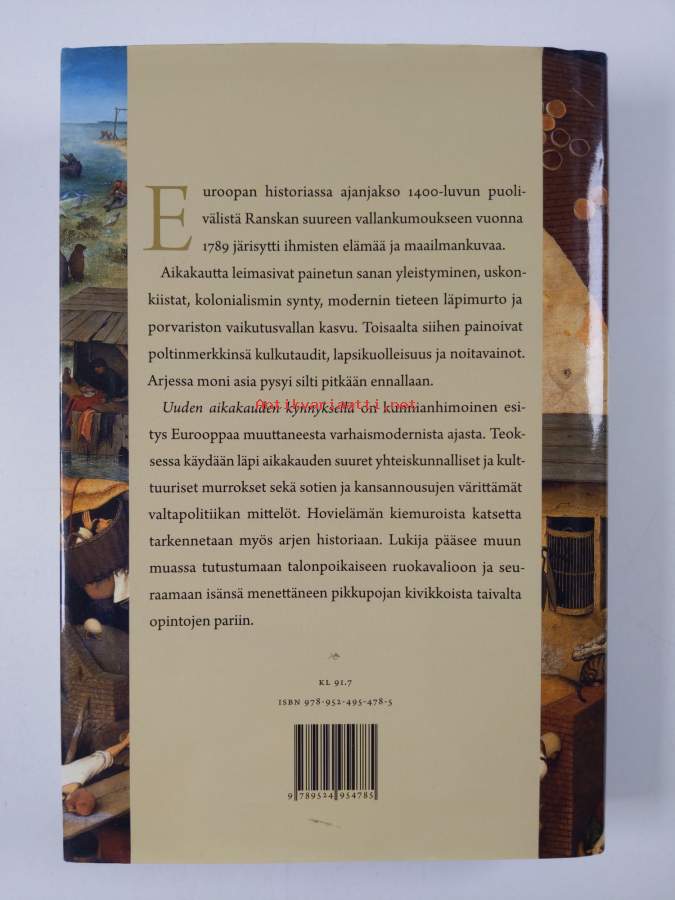 Euroopan historiassa ajanjakso 1400-luvun puoli-
välistä Ranskan suureen vallankumoukseen vuonna
1789 järisytti ihmisten elämää ja maailmankuvaa.
Aikakautta leimasivat painetun sanan yleistyminen, uskon-
kiistat, kolonialismin synty, modernin tieteen läpimurto ja
porvariston vaikutusvallan kasvu. Toisaalta siihen painoivat
poltinmerkkinsä kulkutaudit, lapsikuolleisuus ja noitavainot.
Arjessa moni asia pysyi silti pitkään ennallaan.
Antikvariaatti.net
Uuden aikakauden kynnyksellä on kunnianhimoinen esi-
tys Eurooppaa muuttaneesta varhaismodernista ajasta. Teok-
sessa käydään läpi aikakauden suuret yhteiskunnalliset ja kult-
tuuriset murrokset sekä sotien ja kansannousujen värittämät
valtapolitiikan mittelöt. Hovielämän kiemuroista katsetta
tarkennetaan myös arjen historiaan. Lukija pääsee muun
muassa tutustumaan talonpoikaiseen ruokavalioon ja seu-
raamaan isänsä menettäneen pikkupojan kivikkoista taivalta
opintojen pariin.
KL 91.7
ISBN 978-952-495-478-5
9 789524 954785